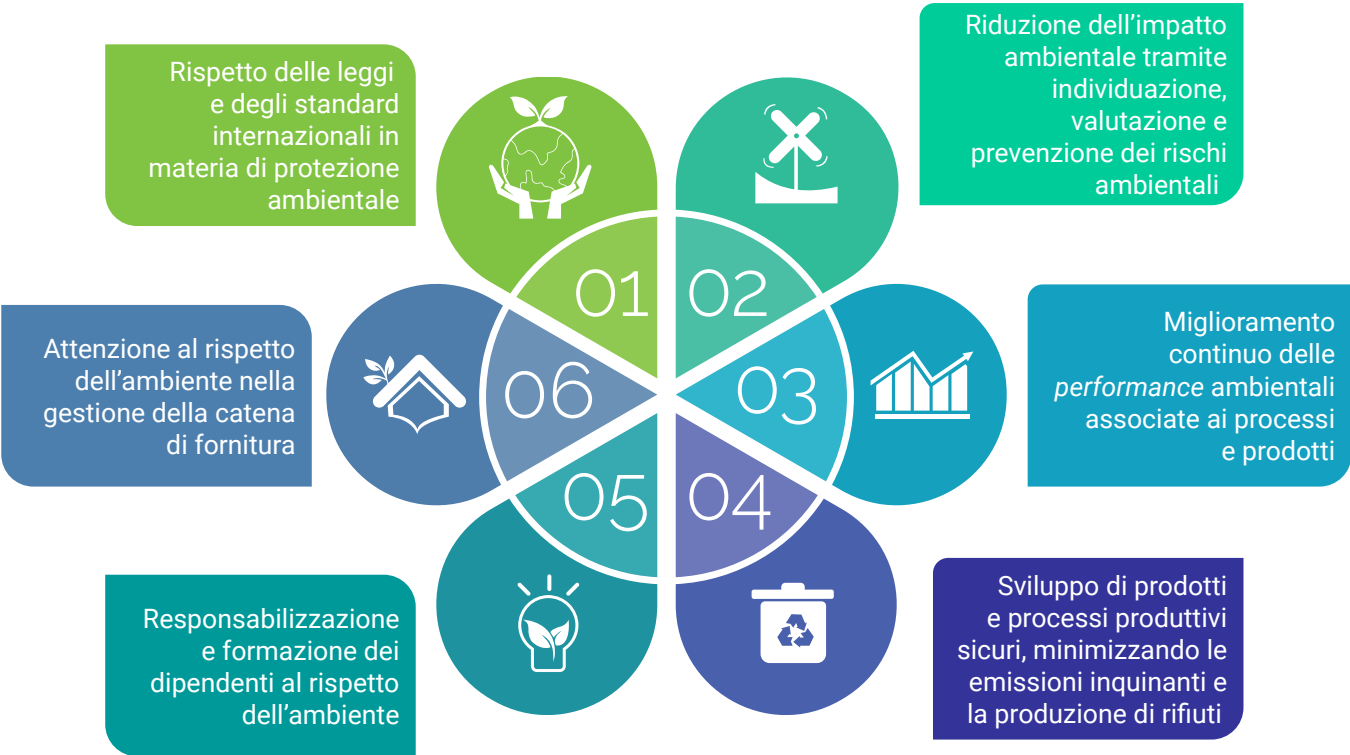 Rispetto delle leggi
e degli standard
internazionali in
materia di protezione
ambientale
01
Riduzione dell’impatto
ambientale tramite
individuazione,
valutazione e
prevenzione dei rischi
ambientali
02
Miglioramento
continuo delle
performance ambientali
associate ai processi
e prodotti
03
Sviluppo di prodotti
e processi produttivi
sicuri, minimizzando le
emissioni inquinanti e
la produzione di rifiuti
04
Responsabilizzazione
e formazione dei
dipendenti al rispetto
dell’ambiente
05
Attenzione al rispetto
dell’ambiente nella
gestione della catena
di fornitura
06